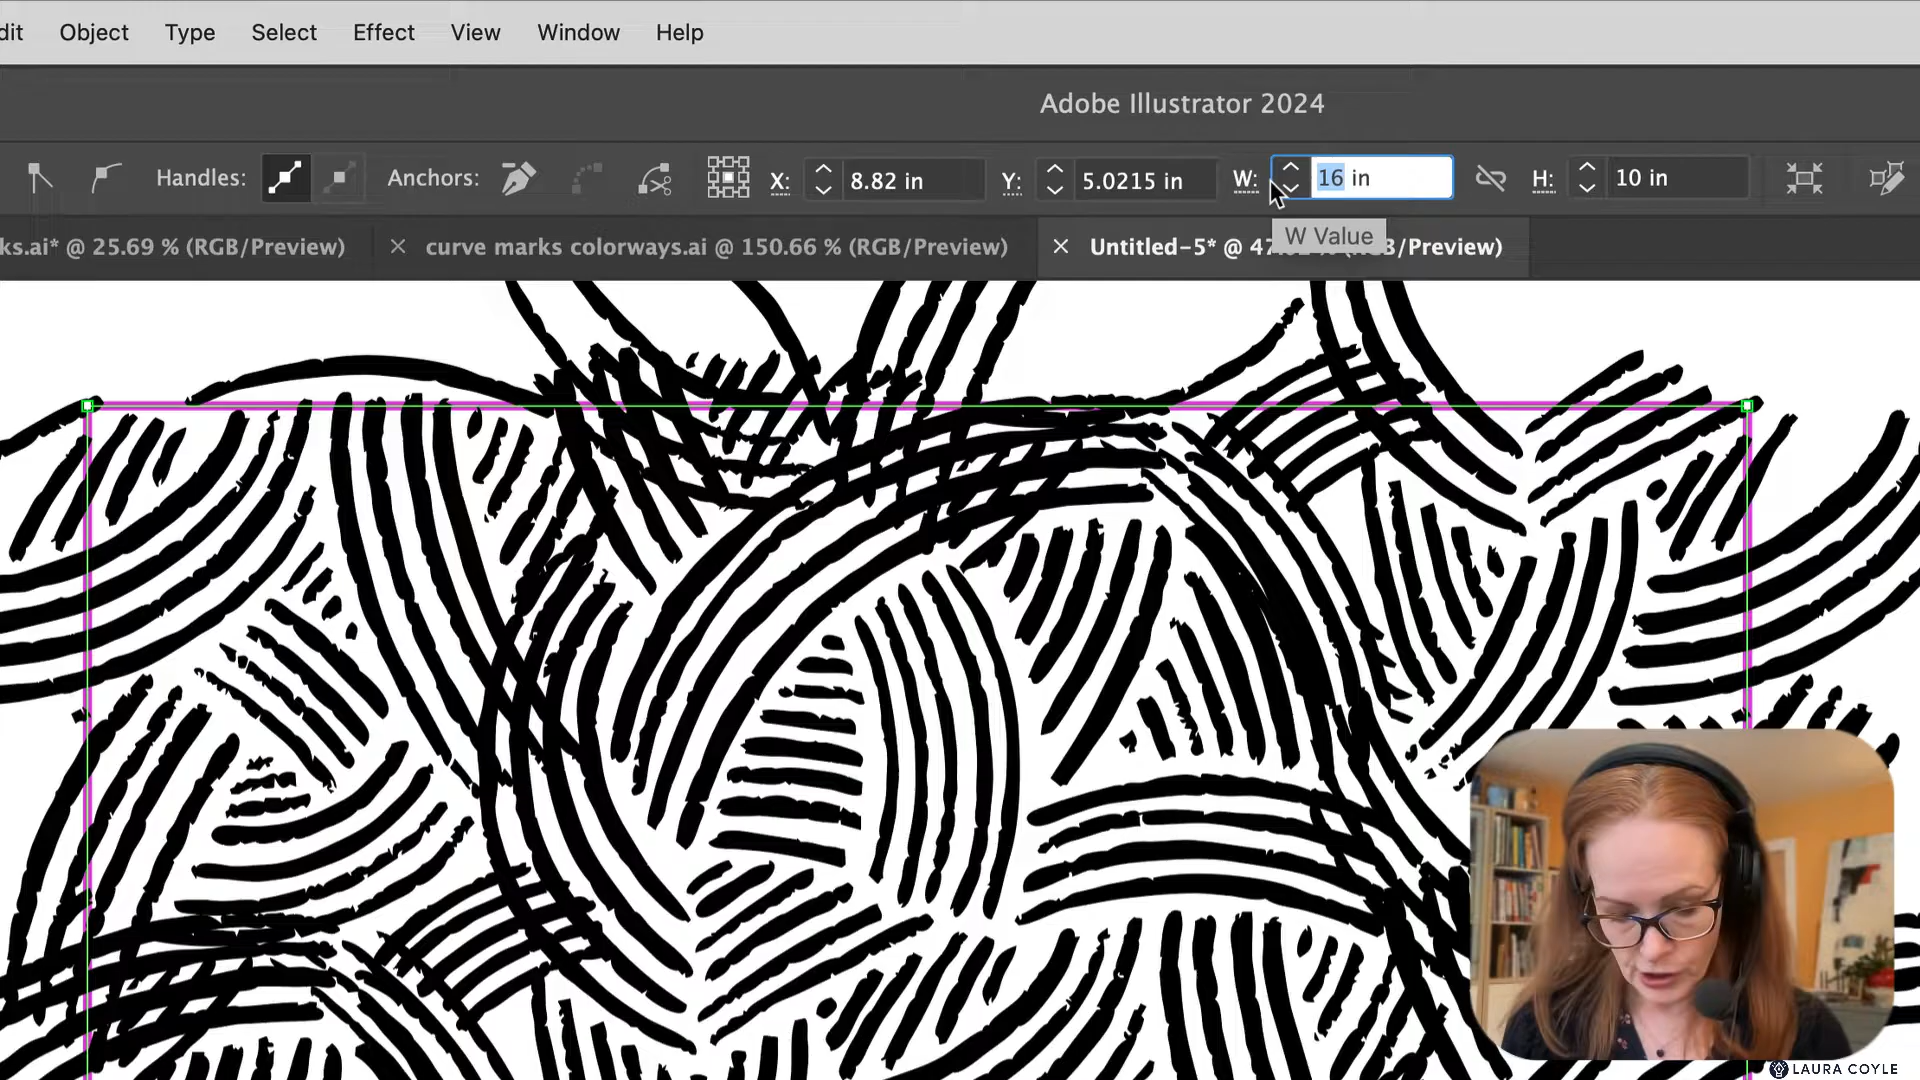 dit Object Type Select Effect View Window Help
Adobe Illustrator 2024
Handles: Anchors: X: 8.82 in Y: 5.0215 in W: 16 in H: 10 in
ks.ai* @ 25.69 % (RGB/Preview) × curve marks colorways.ai @ 150.66 % (RGB/Preview) × Untitled-5* @ 47 B/Preview)
W Value
LAURA COYLE